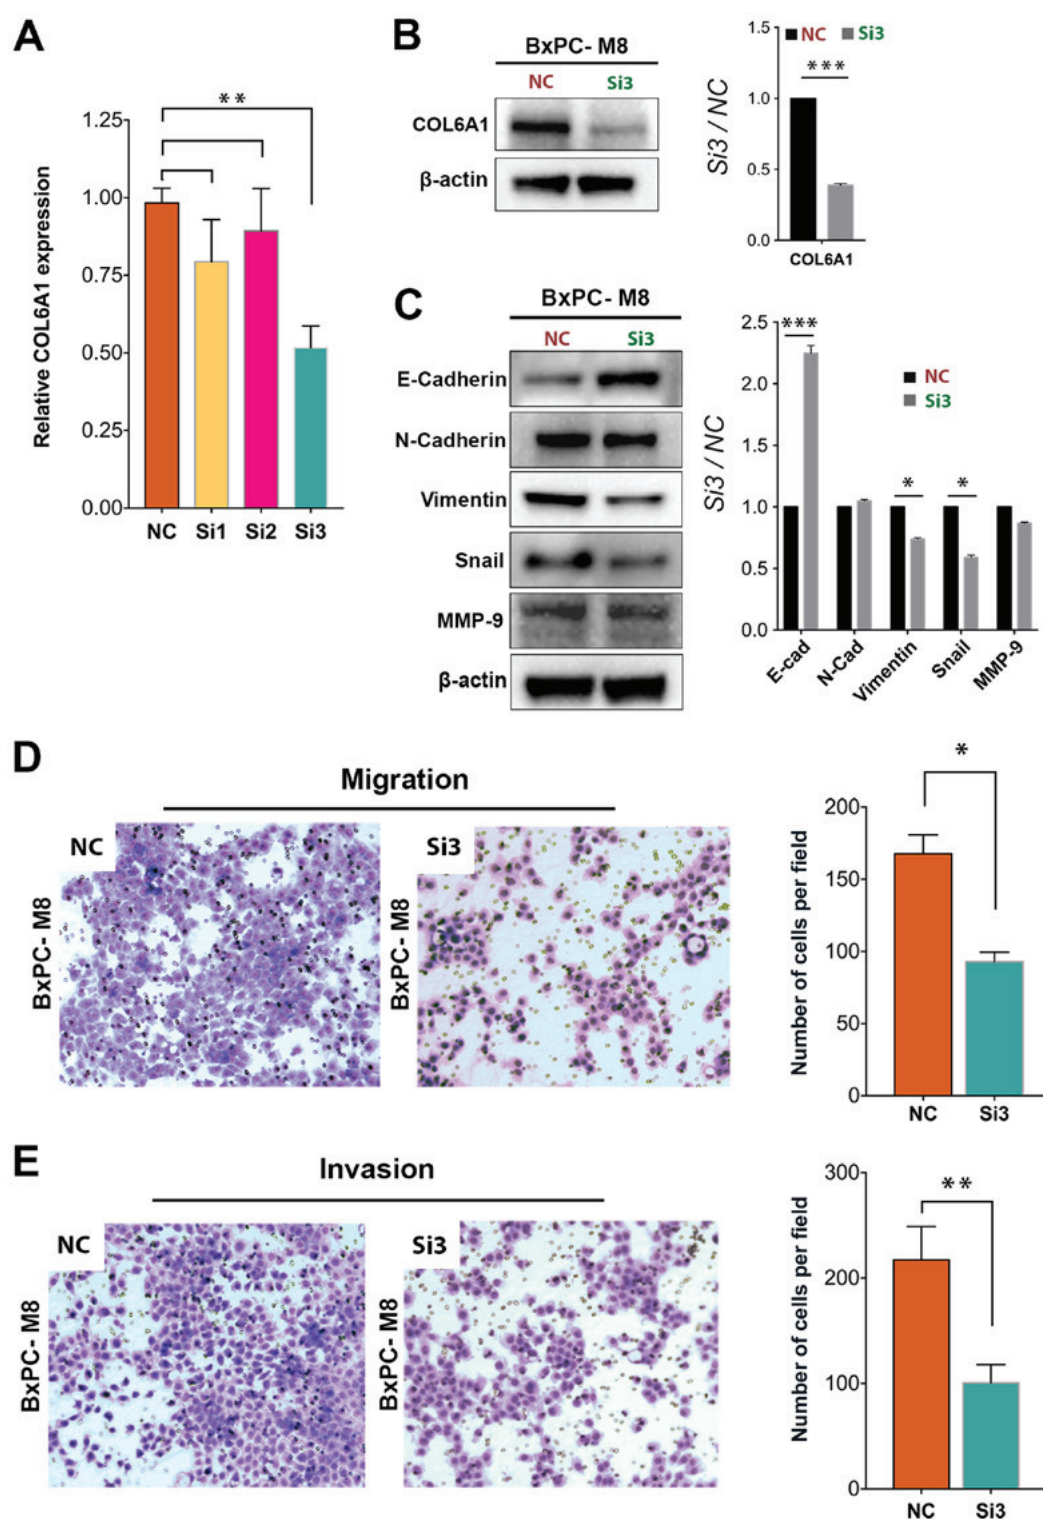 A
**
Relative COL6A1 expression
1.25
1.00
0.75
0.50
0.25
0.00
NC Si1 Si2 Si3
B
BxPC- M8
NC Si3
COL6A1
β-actin
Si3 / NC
1.5
1.0
0.5
0.0
NC Si3
***
COL6A1
C
BxPC- M8
NC Si3
E-Cadherin
N-Cadherin
Vimentin
Snail
MMP-9
β-actin
Si3 / NC
2.5
2.0
1.5
1.0
0.5
0.0
***
NC
Si3
*
*
E-cad N-Cad Vimentin Snail MMP-9
D
Migration
NC
BxPC- M8
Si3
BxPC- M8
Number of cells per field
200
150
100
50
0
*
NC Si3
E
Invasion
NC
BxPC- M8
Si3
BxPC- M8
Number of cells per field
300
200
100
0
**
NC Si3